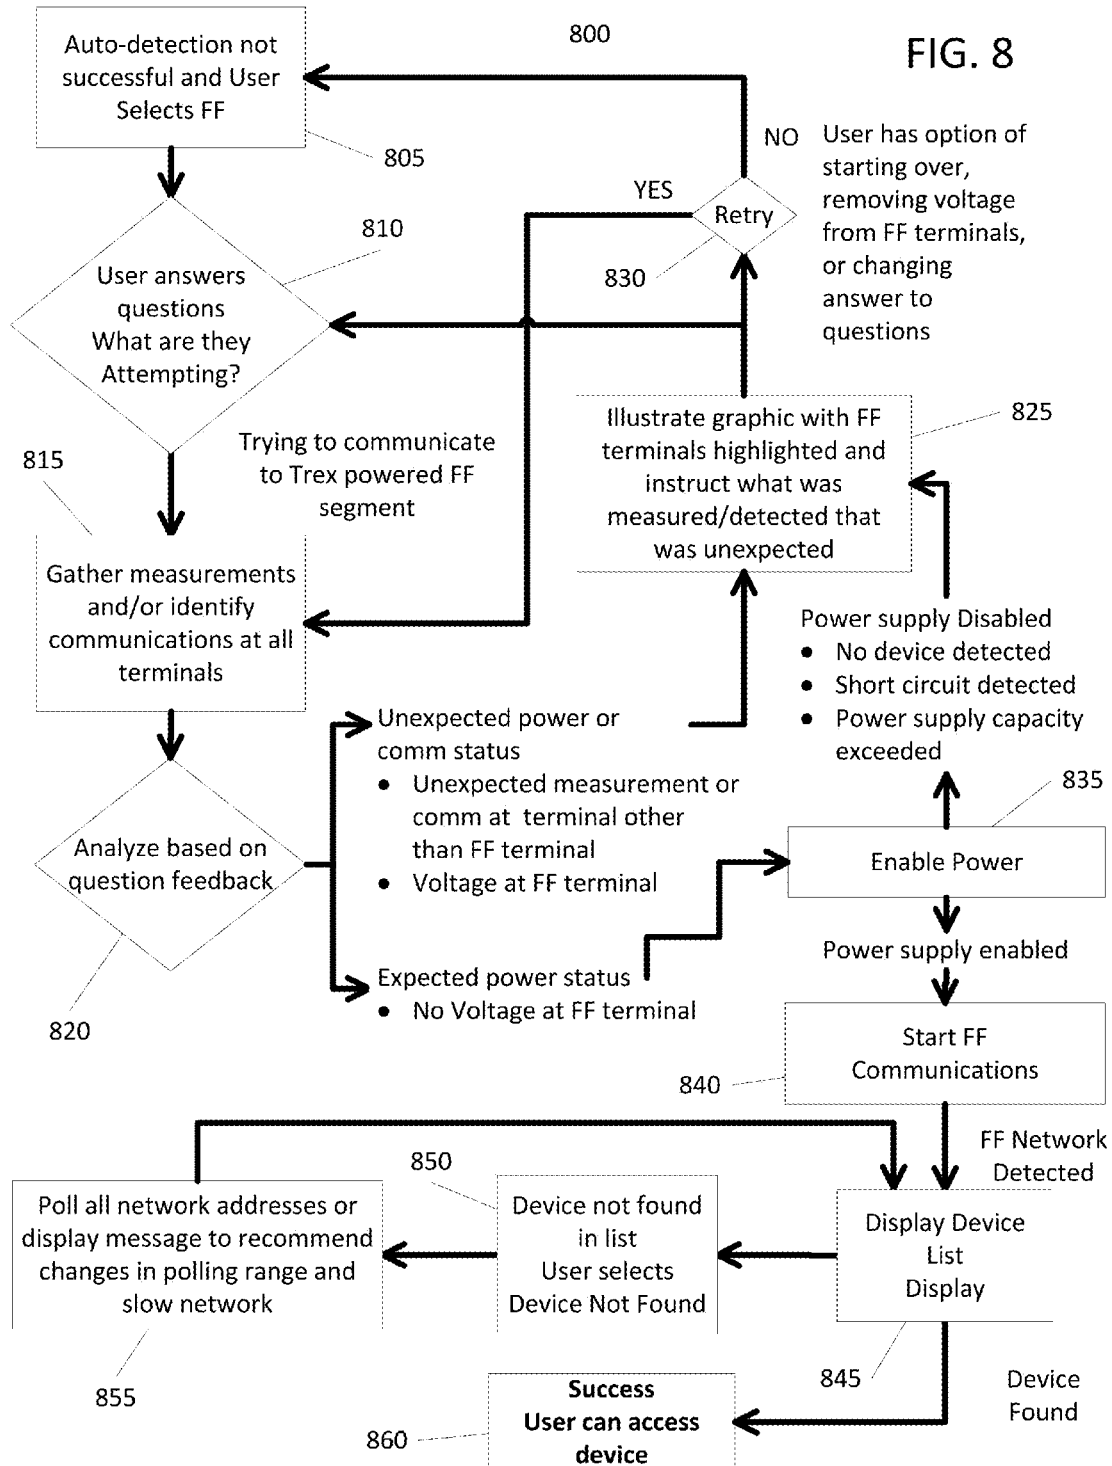 800
FIG. 8
Auto-detection not
successful and User
Selects FF
805
NO
User has option of
starting over,
removing voltage
from FF terminals,
or changing
answer to
questions
YES
Retry
830
810
User answers
questions
What are they
Attempting?
825
Illustrate graphic with FF
terminals highlighted and
instruct what was
measured/detected that
was unexpected
815
Trying to communicate
to Trex powered FF
segment
Gather measurements
and/or identify
communications at all
terminals
Power supply Disabled
• No device detected
• Short circuit detected
• Power supply capacity
exceeded
Unexpected power or
comm status
• Unexpected measurement or
comm at terminal other
than FF terminal
• Voltage at FF terminal
835
Enable Power
Analyze based on
question feedback
820
Power supply enabled
Expected power status
• No Voltage at FF terminal
Start FF
Communications
840
FF Network
Detected
850
Poll all network addresses or
display message to recommend
changes in polling range and
slow network
855
Device not found
in list
User selects
Device Not Found
Display Device
List
Display
845
Device
Found
Success
User can access
device
860